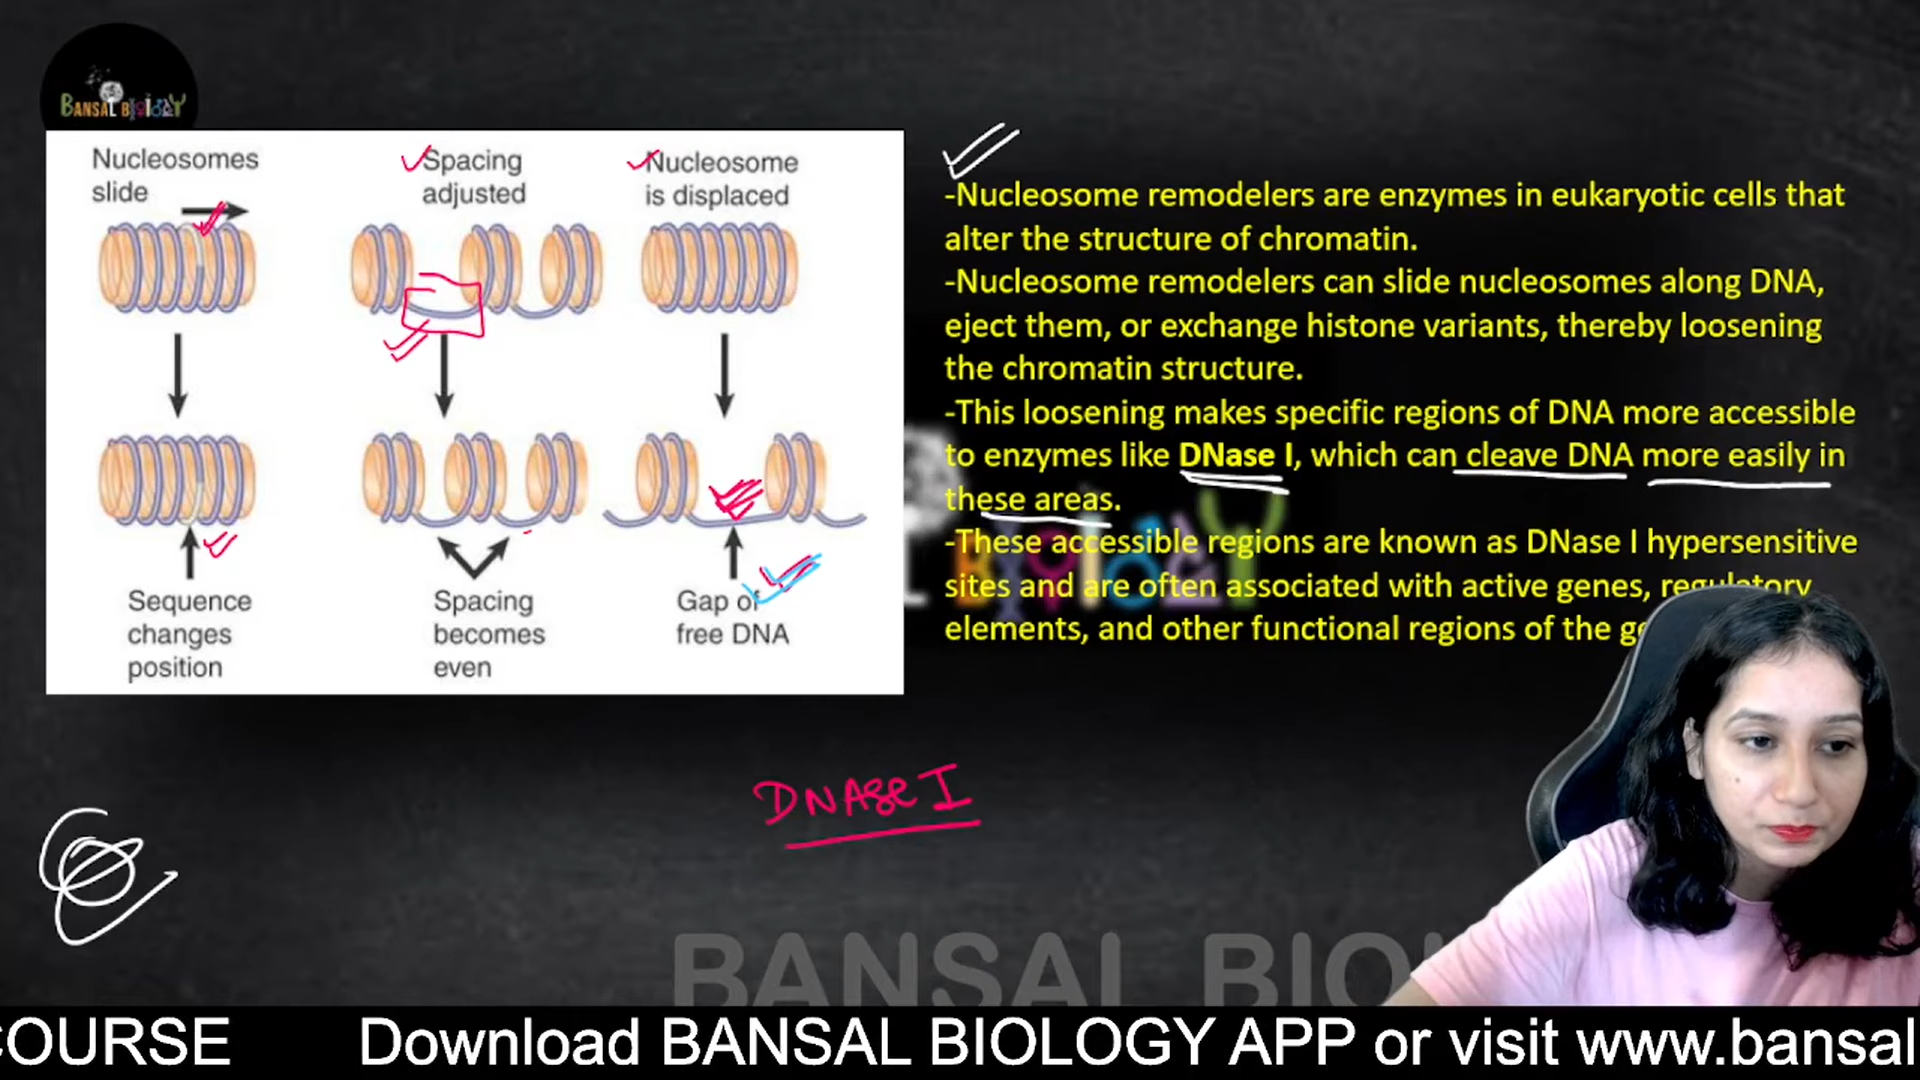 BANSAL BIOLOGY
Nucleosomes
slide
Spacing
adjusted
Nucleosome
is displaced
Sequence
changes
position
Spacing
becomes
even
Gap of
free DNA
-Nucleosome remodelers are enzymes in eukaryotic cells that
alter the structure of chromatin.
-Nucleosome remodelers can slide nucleosomes along DNA,
eject them, or exchange histone variants, thereby loosening
the chromatin structure.
-This loosening makes specific regions of DNA more accessible
to enzymes like DNase I, which can cleave DNA more easily in
these areas.
-These accessible regions are known as DNase I hypersensitive
sites and are often associated with active genes, regulatory
elements, and other functional regions of the
DNAse I
BANSAL BIO
COURSE Download BANSAL BIOLOGY APP or visit www.bansal